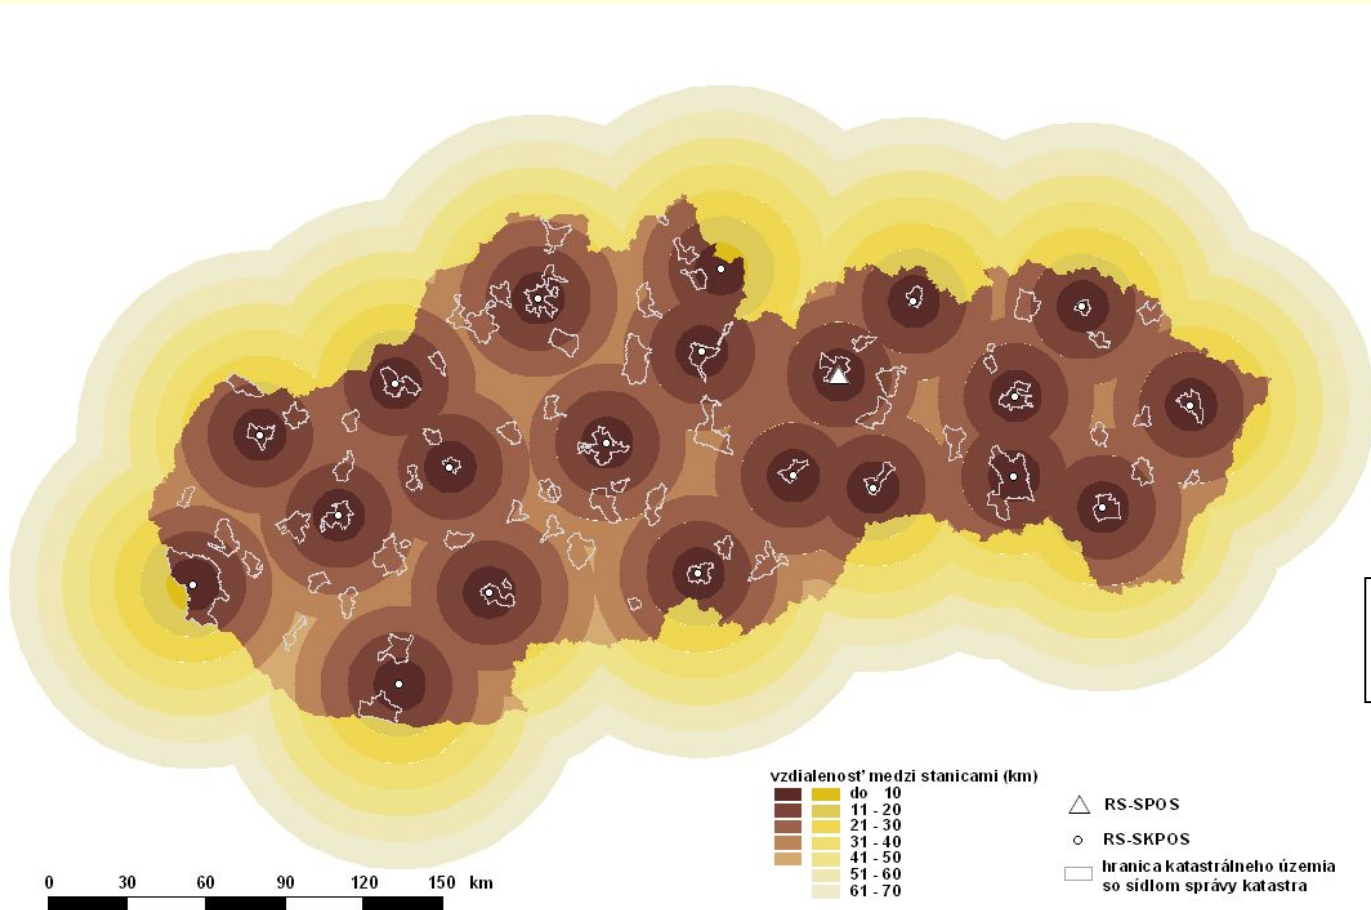 vzdialenosť medzi stanicami (km)
do 10
11 - 20
21 - 30
31 - 40
41 - 50
51 - 60
61 - 70
RS-SPOS
RS-SKPOS
hranica katastrálneho územia
so sídlom správy katastra
0 30 60 90 120 150 km